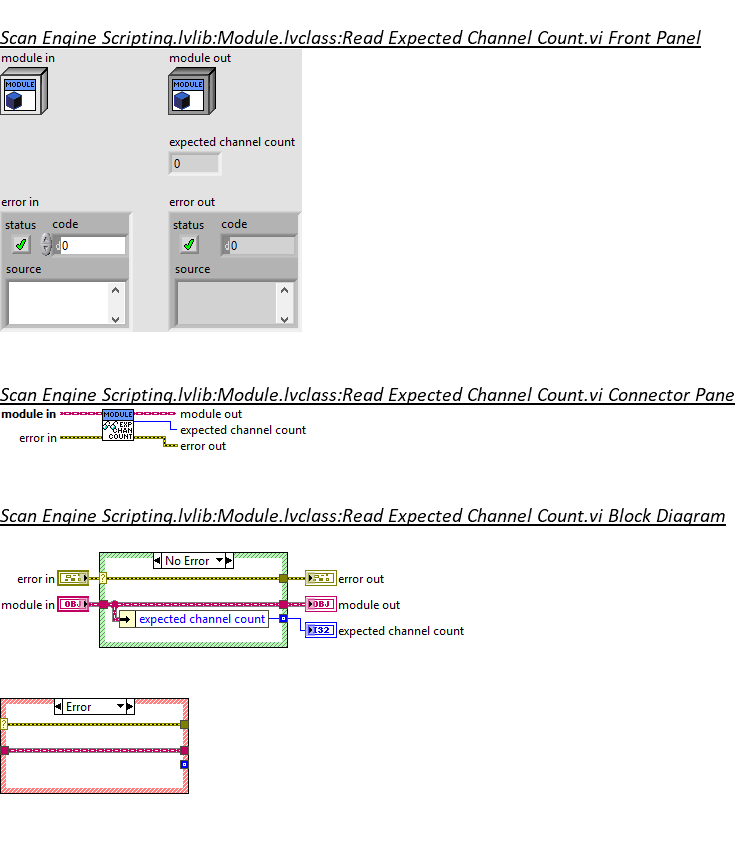 Scan Engine Scripting.lvlib:Module.lvclass:Read Expected Channel Count.vi Front Panel
module in
module out
MODULE
MODULE
expected channel count
0
error in
error out
status code
status code
d0
d0
source
source
Scan Engine Scripting.lvlib:Module.lvclass:Read Expected Channel Count.vi Connector Pane
module in
MODULE
module out
EXP
expected channel count
CHAN
error in
COUNT
error out
Scan Engine Scripting.lvlib:Module.lvclass:Read Expected Channel Count.vi Block Diagram
No Error
error in
?
error out
module in
OBJ
OBJ
module out
expected channel count
I32
expected channel count
Error
?